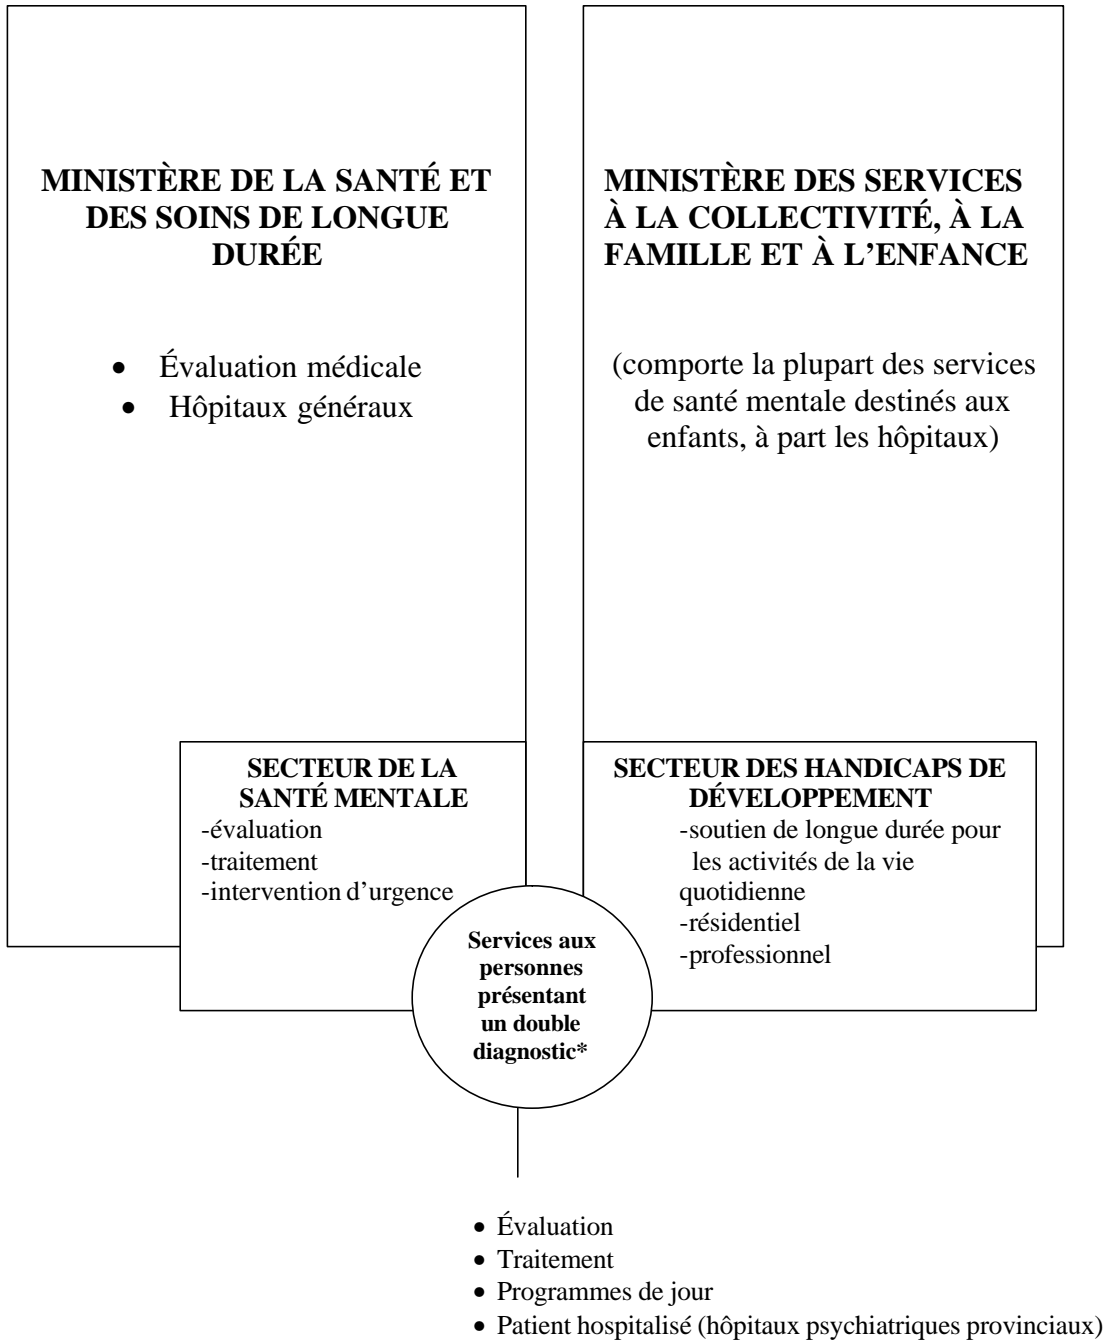 MINISTÈRE DE LA SANTÉ ET
DES SOINS DE LONGUE
DURÉE
• Évaluation médicale
• Hôpitaux généraux
MINISTÈRE DES SERVICES
À LA COLLECTIVITÉ, À LA
FAMILLE ET À L’ENFANCE
(comporte la plupart des services
de santé mentale destinés aux
enfants, à part les hôpitaux)
SECTEUR DE LA
SANTÉ MENTALE
-évaluation
-traitement
-intervention d’urgence
SECTEUR DES HANDICAPS DE
DÉVELOPPEMENT
-soutien de longue durée pour
les activités de la vie
quotidienne
-résidentiel
-professionnel
Services aux
personnes
présentant
un double
diagnostic*
• Évaluation
• Traitement
• Programmes de jour
• Patient hospitalisé (hôpitaux psychiatriques provinciaux)